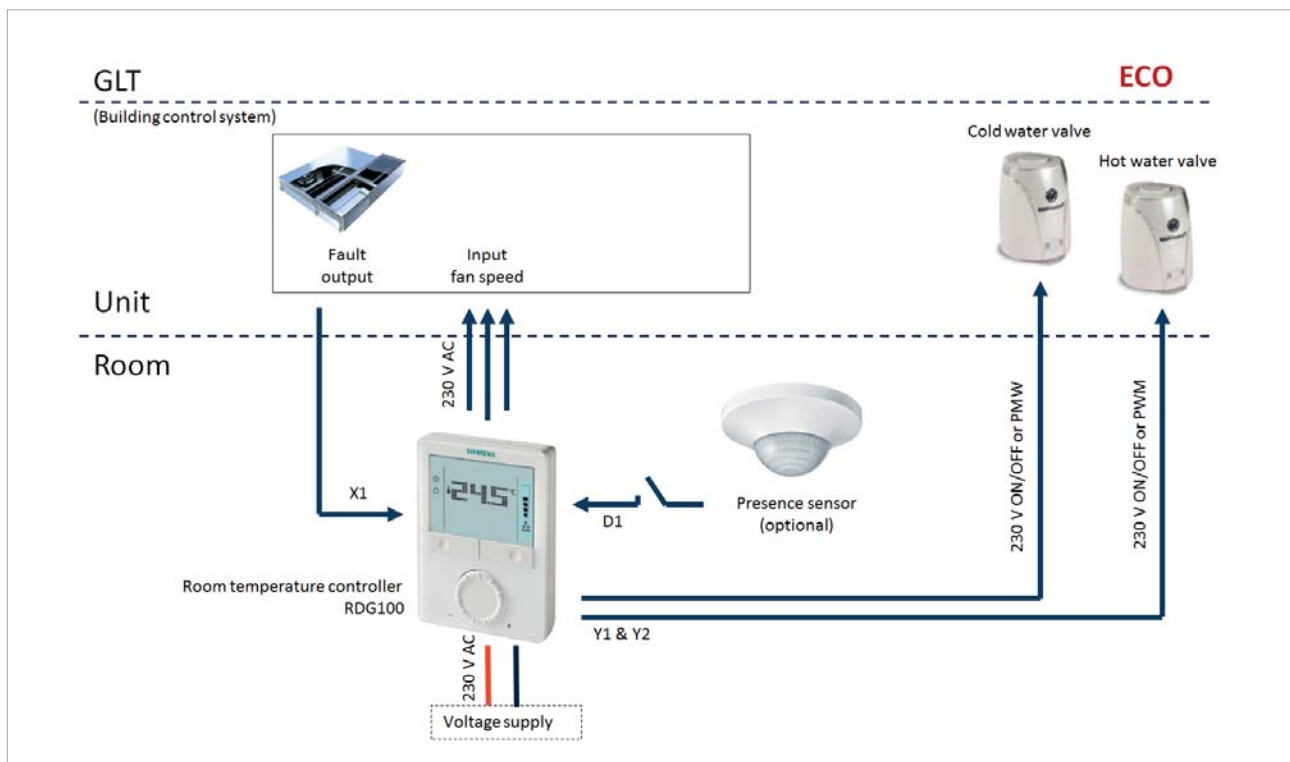 GLT
ECO
(Building control system)
Cold water valve
Hot water valve
Fault
output
Input
fan speed
Unit
Room
230 V AC
230 V ON/OFF or PMW
230 V ON/OFF or PWM
SIEMENS
24.5°C
X1
D1
Presence sensor
(optional)
Room temperature controller
RDG100
Y1 & Y2
230 V AC
Voltage supply